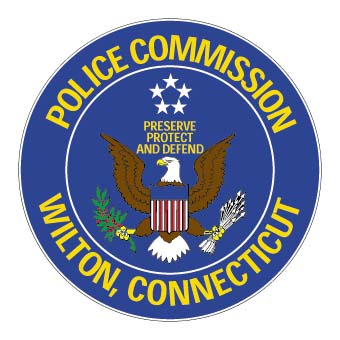 POLICE COMMISSION
PRESERVE
PROTECT
AND DEFEND
WILTON, CONNECTICUT